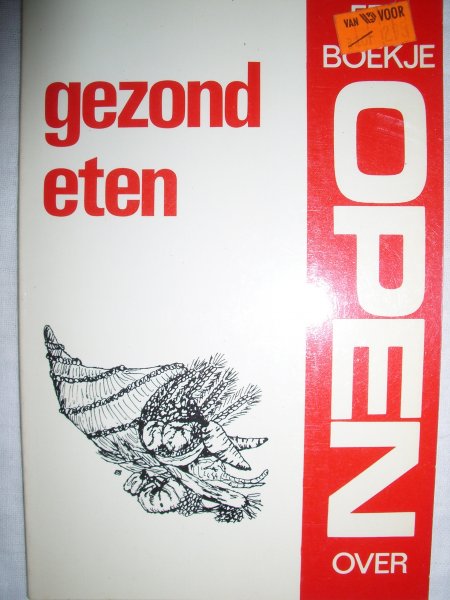 gezond
eten
BOEKJE
OPEN
OVER
VAN VOOR